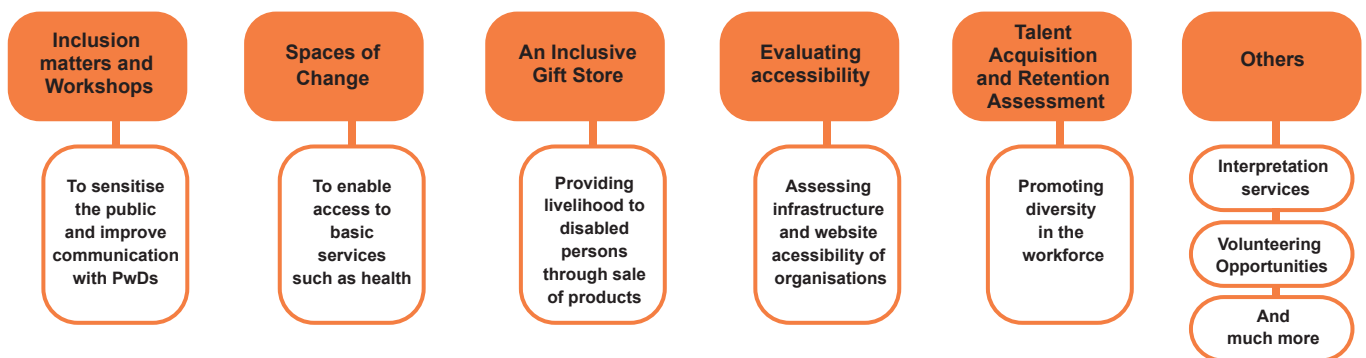 Inclusion
matters and
Workshops
To sensitise
the public
and improve
communication
with PwDs
Spaces of
Change
To enable
access to
basic
services
such as health
An Inclusive
Gift Store
Providing
livelihood to
disabled
persons
through sale
of products
Evaluating
accessibility
Assessing
infrastructure
and website
acessibility of
organisations
Talent
Acquisition
and Retention
Assessment
Promoting
diversity
in the
workforce
Others
Interpretation
services
Volunteering
Opportunities
And
much more